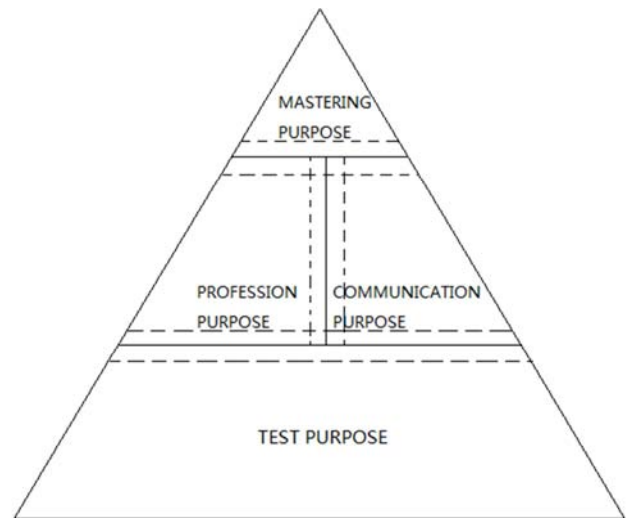 MASTERING
PURPOSE
PROFESSION
PURPOSE
COMMUNICATION
PURPOSE
TEST PURPOSE